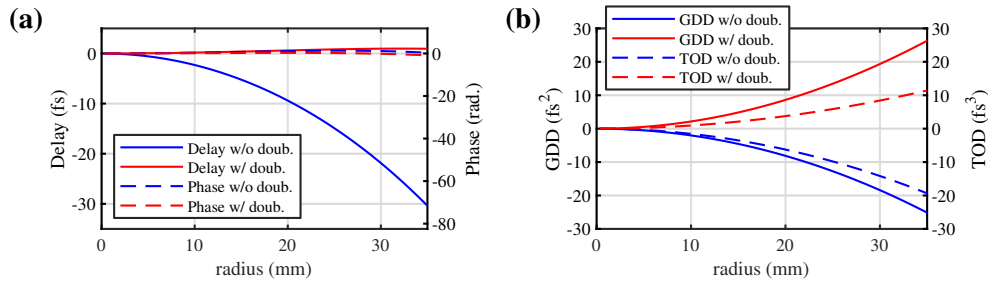 (a)
0
-10
-20
-30
Delay (fs)
0
-20
-40
-60
-80
Phase (rad.)
Delay w/o doub.
Delay w/ doub.
Phase w/o doub.
Phase w/ doub.
0 10 20 30
radius (mm)
(b)
30
20
10
0
-10
-20
-30
GDD (fs²)
30
20
10
0
-10
-20
-30
TOD (fs³)
GDD w/o doub.
GDD w/ doub.
TOD w/o doub.
TOD w/ doub.
0 10 20 30
radius (mm)